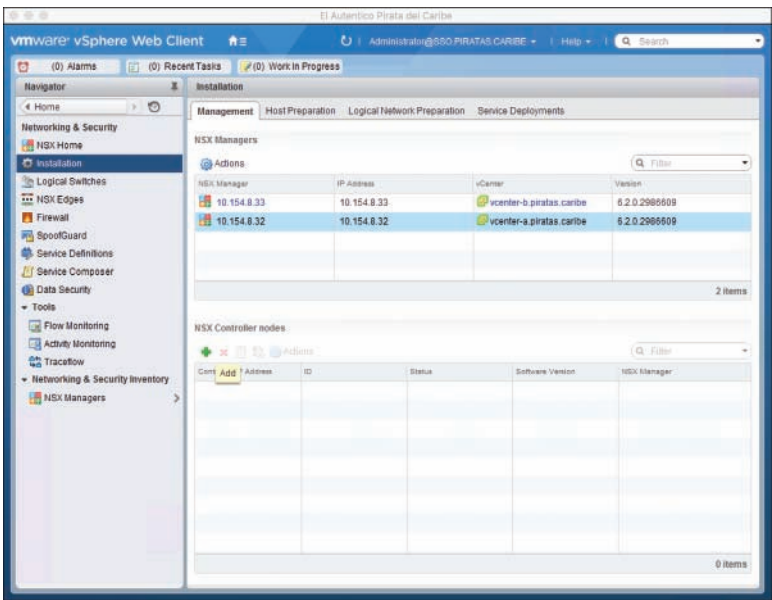 El Autentico Pirata del Caribe
vmware vSphere Web Client
Administrator@SSO.PIRATAS.CARIBE
Help
Search
(0) Alarms
(0) Recent Tasks
(0) Work In Progress
Navigator
Home
Networking & Security
NSX Home
Installation
Logical Switches
NSX Edges
Firewall
SpoofGuard
Service Definitions
Service Composer
Data Security
Tools
Flow Monitoring
Activity Monitoring
Traceflow
Networking & Security Inventory
NSX Managers
Installation
Management Host Preparation Logical Network Preparation Service Deployments
NSX Managers
Actions
Filter
NSX Manager IP Address vCenter Version
10.154.8.33 10.154.8.33 vcenter-b.piratas.caribe 6.2.0.2986609
10.154.8.32 10.154.8.32 vcenter-a.piratas.caribe 6.2.0.2986609
2 items
NSX Controller nodes
Actions
Filter
Address ID Status Software Version NSX Manager
Add
0 items